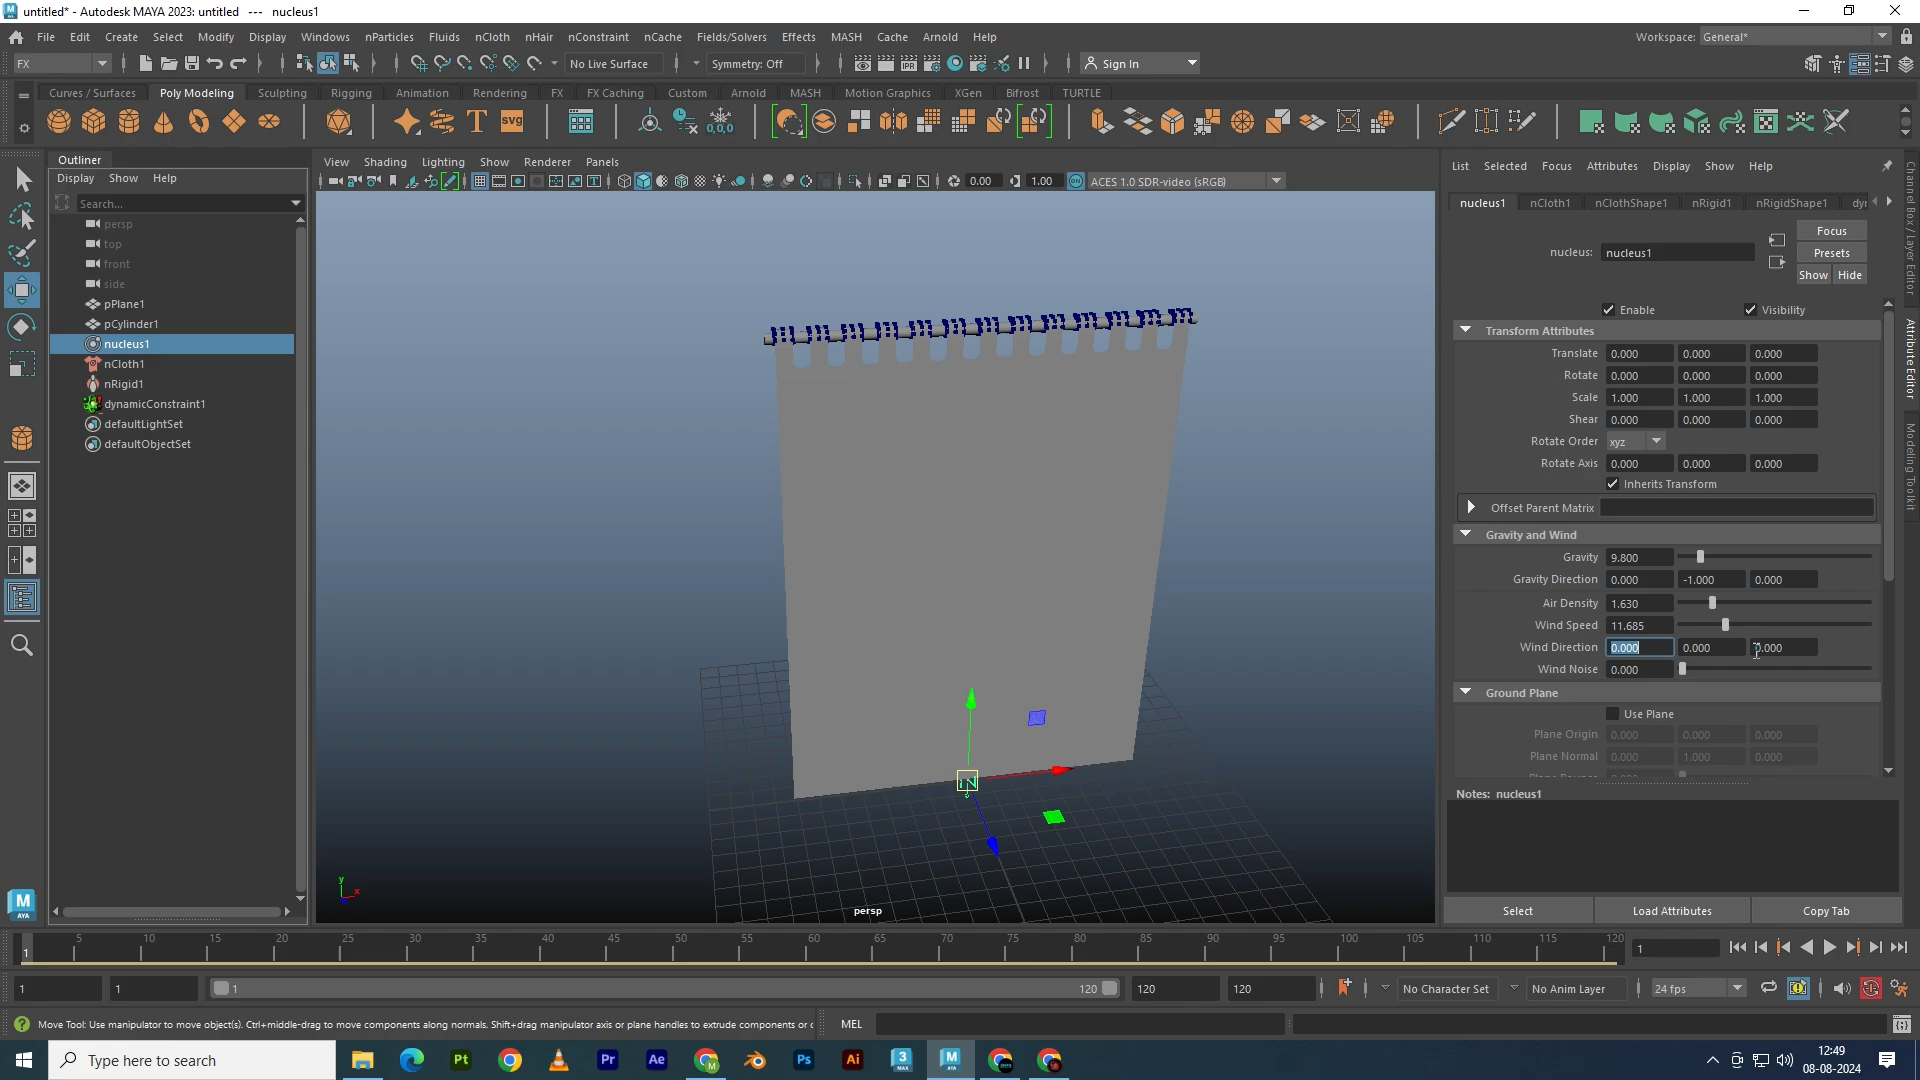 untitled* - Autodesk MAYA 2023: untitled --- nucleus1
File Edit Create Select Modify Display Windows nParticles Fluids nCloth nHair nConstraint nCache Fields/Solvers Effects MASH Cache Arnold Help
Workspace: General*
FX
No Live Surface
Symmetry: Off
Sign In
Curves / Surfaces Poly Modeling Sculpting Rigging Animation Rendering FX FX Caching Custom Arnold MASH Motion Graphics XGen Bifrost TURTLE
Outliner
Display Show Help
Search...
persp
top
front
side
pPlane1
pCylinder1
nucleus1
nCloth1
nRigid1
dynamicConstraint1
defaultLightSet
defaultObjectSet
View Shading Lighting Show Renderer Panels
0.00 1.00 ACES 1.0 SDR-video (sRGB)
persp
List Selected Focus Attributes Display Show Help
nucleus1 nCloth1 nClothShape1 nRigid1 nRigidShape1 dyr
nucleus: nucleus1
Focus
Presets
Show Hide
Enable Visibility
Transform Attributes
Translate 0.000 0.000 0.000
Rotate 0.000 0.000 0.000
Scale 1.000 1.000 1.000
Shear 0.000 0.000 0.000
Rotate Order xyz
Rotate Axis 0.000 0.000 0.000
Inherits Transform
Offset Parent Matrix
Gravity and Wind
Gravity 9.800
Gravity Direction 0.000 -1.000 0.000
Air Density 1.630
Wind Speed 11.685
Wind Direction 0.000 0.000 0.000
Wind Noise 0.000
Ground Plane
Use Plane
Plane Origin 0.000 0.000 0.000
Plane Normal 0.000 1.000 0.000
Notes: nucleus1
Select Load Attributes Copy Tab
Channel Box / Layer Editor
Attribute Editor
Modeling Toolkit
1 5 10 15 20 25 30 35 40 45 50 55 60 65 70 75 80 85 90 95 100 105 110 115 120
1
1 1 1 120 120 120
No Character Set
No Anim Layer
24 fps
Move Tool: Use manipulator to move object(s). Ctrl+middle-drag to move components along normals. Shift+drag manipulator axis or plane handles to extrude components or c
MEL
Type here to search
12:49
08-08-2024